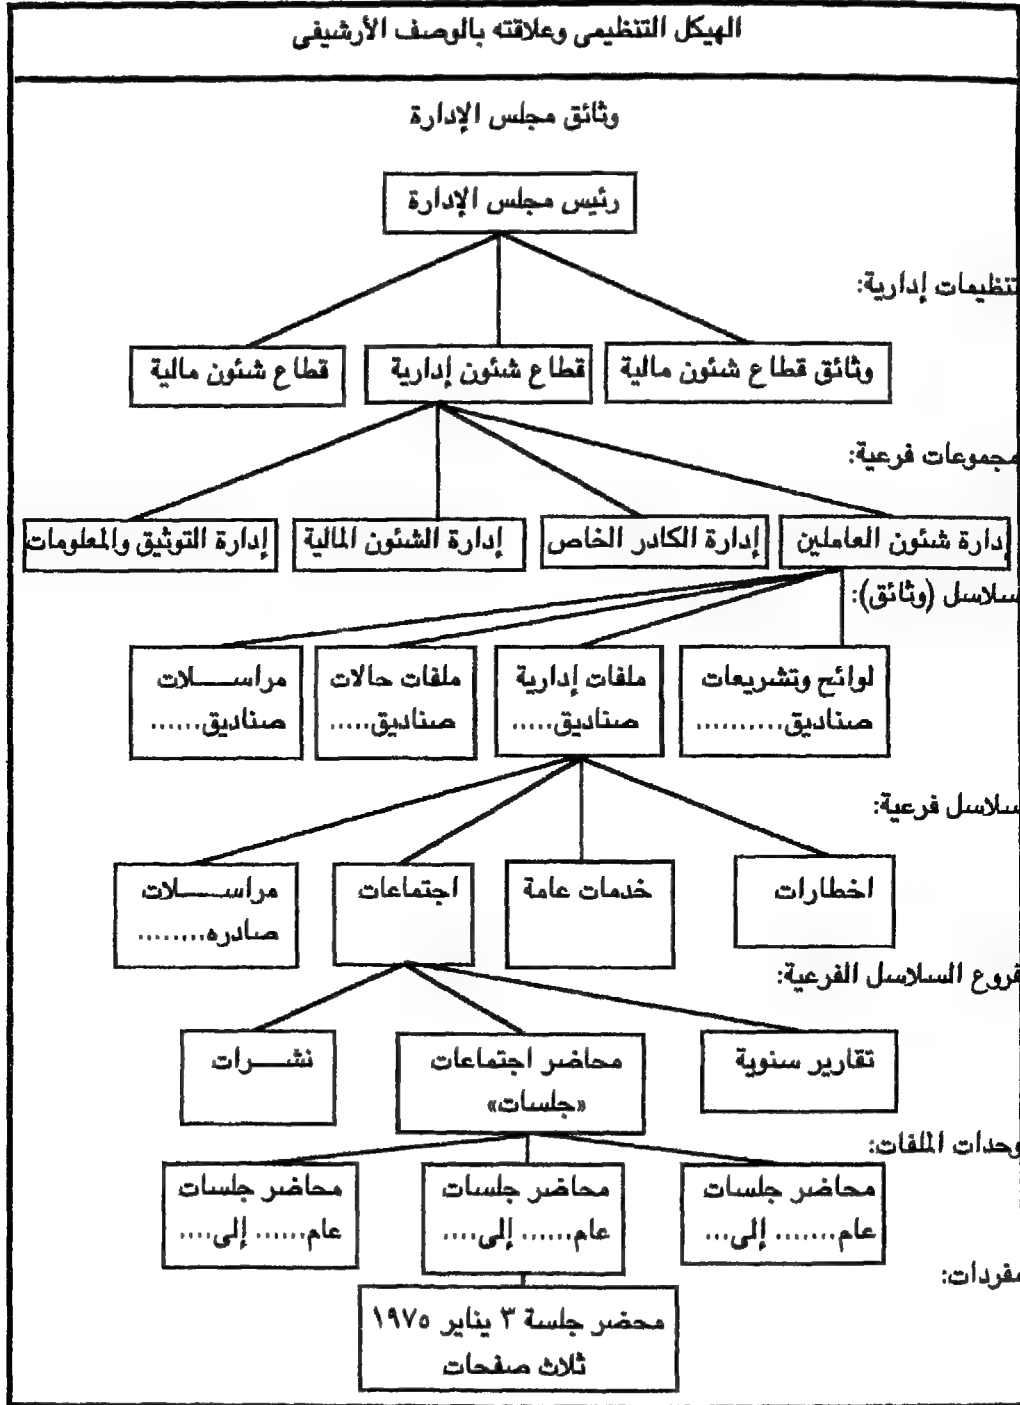 الهيكل التنظيمى وعلاقته بالوصف الأرشيفى
وثائق مجلس الإدارة
رئيس مجلس الإدارة
تنظيمات إدارية:
وثائق قطاع شئون مالية
قطاع شئون إدارية
قطاع شئون مالية
مجموعات فرعية:
إدارة شئون العاملين
إدارة الكادر الخاص
إدارة الشئون المالية
إدارة التوثيق والمعلومات
سلاسل (وثائق):
لوائح وتشريعات
صناديق..........
ملفات إدارية
صناديق.....
ملفات حالات
صناديق.....
مراســـلات
صناديق......
سلاسل فرعية:
اخطارات
خدمات عامة
اجتماعات
مراســـلات
صادره........
فروع السلاسل الفرعية:
تقارير سنوية
محاضر اجتماعات
«جلسات»
نشـــرات
وحدات الملفات:
محاضر جلسات
عام....... إلى...
محاضر جلسات
عام...... إلى....
محاضر جلسات
عام...... إلى....
مفردات:
محضر جلسة ٣ يناير ١٩٧٥
ثلاث صفحات